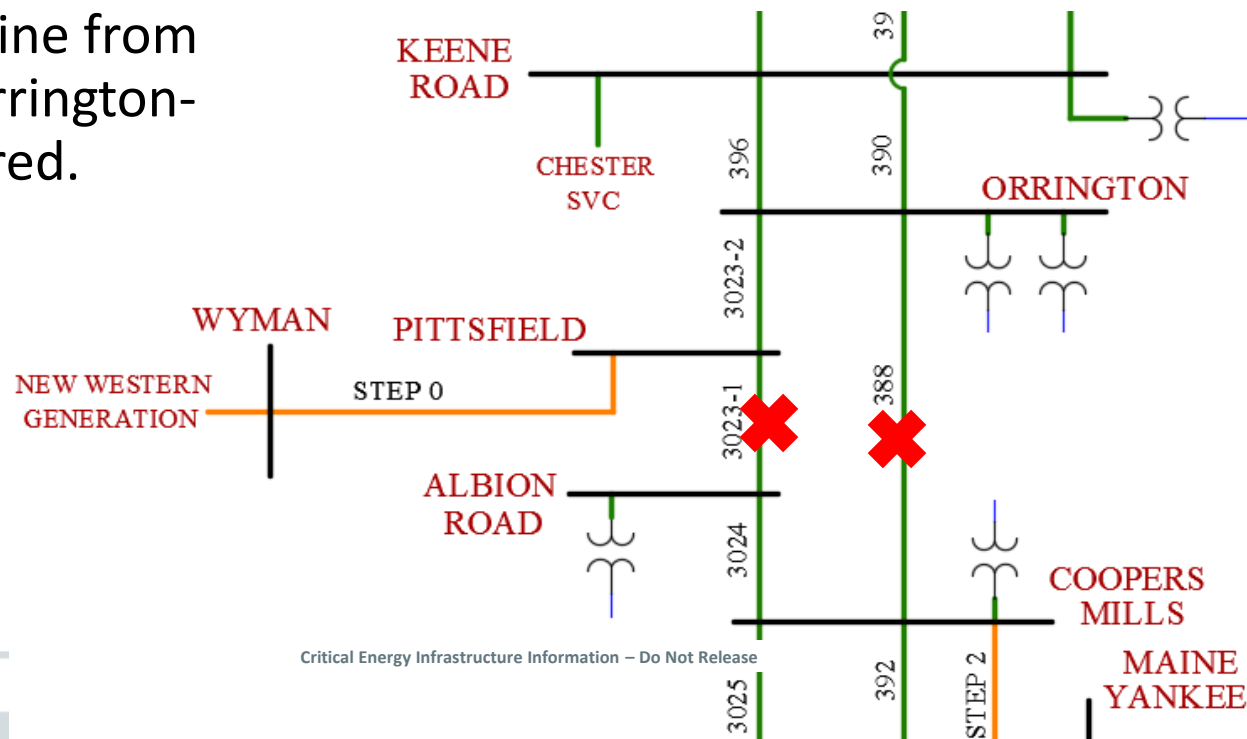 ine from
rrington-
red.
39
KEENE
ROAD
CHESTER
SVC
396
390
ORRINGTON
3023-2
WYMAN
PITTSFIELD
NEW WESTERN
GENERATION
STEP 0
3023-1
388
ALBION
ROAD
3024
COOPERS
MILLS
Critical Energy Infrastructure Information – Do Not Release
MAINE
YANKEE
3025
392
STEP 2